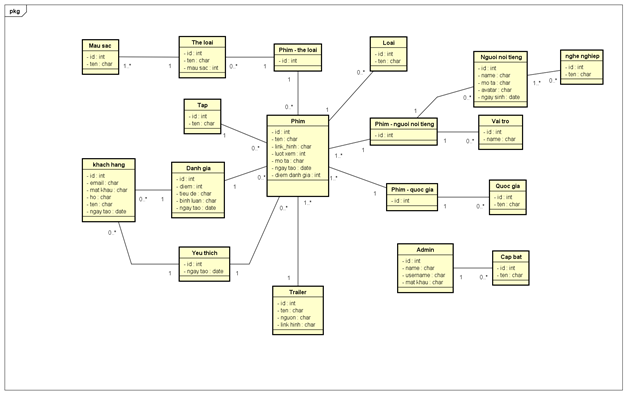 pkg
Mau sac
- id : int
- ten : char
1..*
1
The loai
- id : int
- ten : char
- mau sac : int
0..*
1
Phim - the loai
- id : int
1
0..*
Loai
- id : int
- ten : char
0..*
1
Nguoi noi tieng
- id : int
- name : char
- mo ta : char
- avatar : char
- ngay sinh : date
0..*
1
1..*
0..*
nghe nghiep
- id : int
- ten : char
Tap
- id : int
- ten : char
1
0..*
Phim
- id : int
- ten : char
- link_hinh : char
- luot xem : int
- mo ta : char
- ngay tao : date
- diem danh gia : int
Phim - nguoi noi tieng
- id : int
1..*
1
1
0..*
Vai tro
- id : int
- name : char
khach hang
- id : int
- email : char
- mat khau : char
- ho : char
- ten : char
- ngay tao : date
0..*
1
Danh gia
- id : int
- diem : int
- tieu de : char
- binh luan : char
- ngay tao : date
1
0..*
1..*
1
Phim - quoc gia
- id : int
1
0..*
Quoc gia
- id : int
- ten : char
0..*
1
Yeu thich
- ngay tao : date
1
0..*
1..*
1
Trailer
- id : int
- ten : char
- nguon : char
- link hinh : char
Admin
- id : int
- name : char
- username : char
- mat khau : char
1
0..*
Cap bat
- id : int
- ten : char